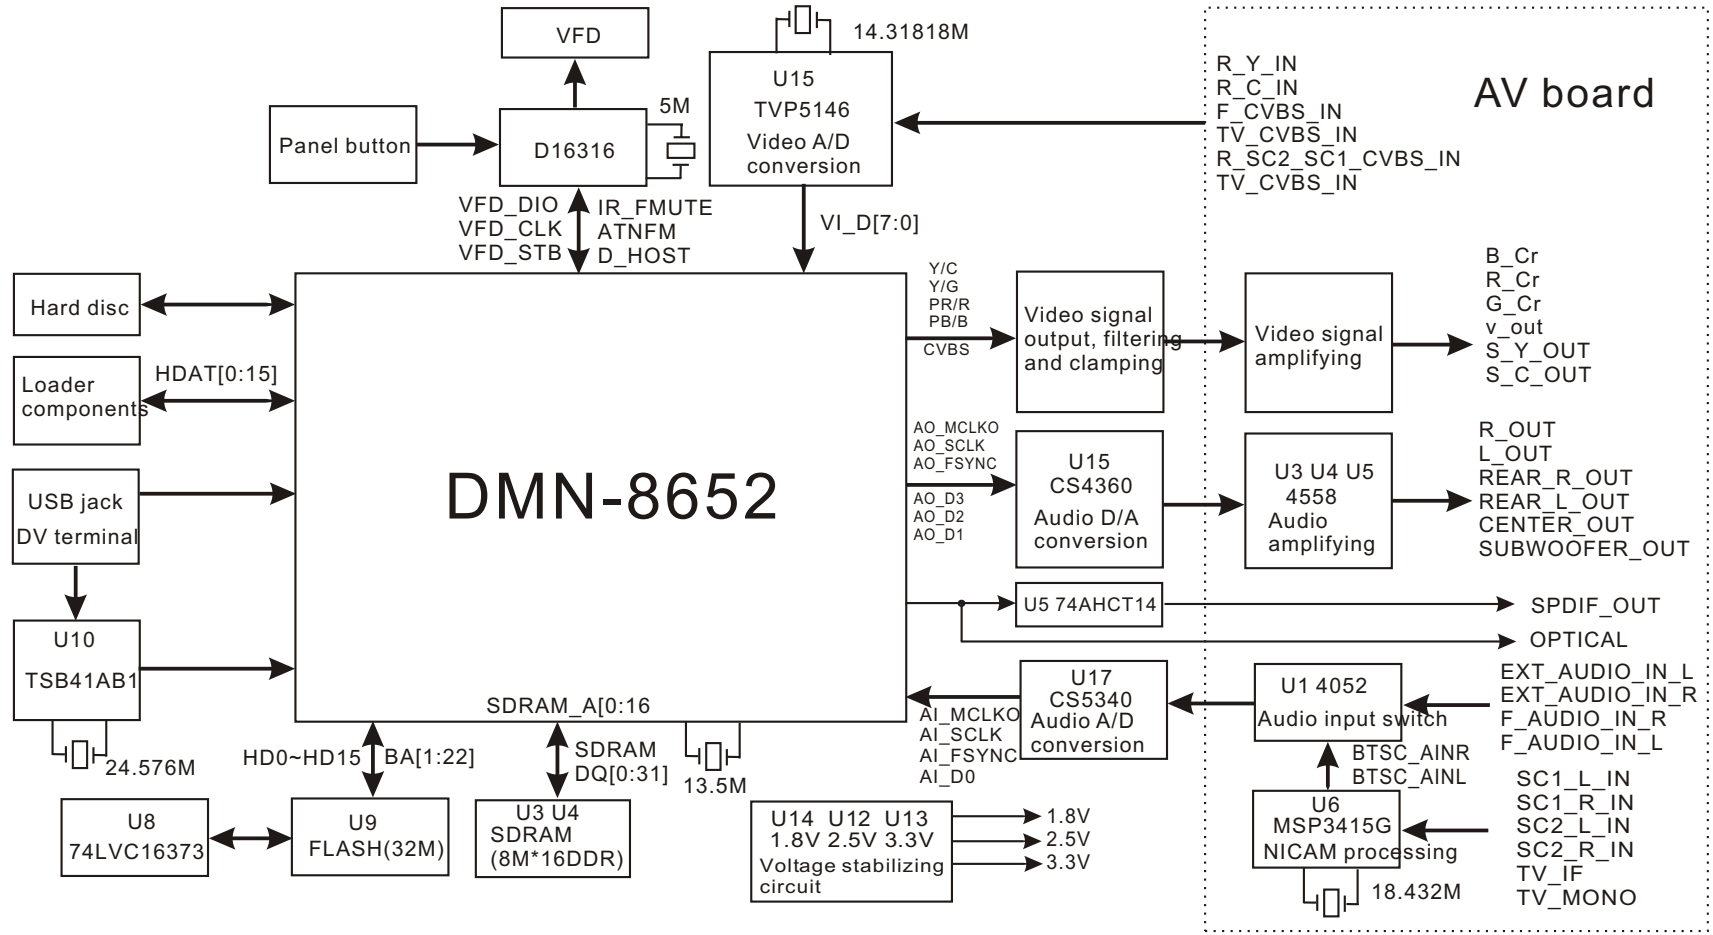 VFD
14.31818M
U15
TVP5146
Video A/D
conversion
R_Y_IN
R_C_IN
F_CVBS_IN
TV_CVBS_IN
R_SC2_SC1_CVBS_IN
TV_CVBS_IN
AV board
5M
Panel button
D16316
VFD_DIO
VFD_CLK
VFD_STB
IR_FMUTE
ATNFM
D_HOST
VI_D[7:0]
Hard disc
Loader
components
HDAT[0:15]
USB jack
DV terminal
U10
TSB41AB1
24.576M
DMN-8652
SDRAM_A[0:16
Y/C
Y/G
PR/R
PB/B
CVBS
Video signal
output, filtering
and clamping
Video signal
amplifying
B_Cr
R_Cr
G_Cr
v_out
S_Y_OUT
S_C_OUT
AO_MCLKO
AO_SCLK
AO_FSYNC
AO_D3
AO_D2
AO_D1
U15
CS4360
Audio D/A
conversion
U3 U4 U5
4558
Audio
amplifying
R_OUT
L_OUT
REAR_R_OUT
REAR_L_OUT
CENTER_OUT
SUBWOOFER_OUT
U5 74AHCT14
SPDIF_OUT
OPTICAL
U17
CS5340
Audio A/D
conversion
AI_MCLKO
AI_SCLK
AI_FSYNC
AI_D0
U1 4052
Audio input switch
EXT_AUDIO_IN_L
EXT_AUDIO_IN_R
F_AUDIO_IN_R
F_AUDIO_IN_L
BTSC_AINR
BTSC_AINL
U6
MSP3415G
NICAM processing
SC1_L_IN
SC1_R_IN
SC2_L_IN
SC2_R_IN
TV_IF
TV_MONO
18.432M
HD0~HD15
BA[1:22]
SDRAM
DQ[0:31]
13.5M
U8
74LVC16373
U9
FLASH(32M)
U3 U4
SDRAM
(8M*16DDR)
U14 U12 U13
1.8V 2.5V 3.3V
Voltage stabilizing
circuit
1.8V
2.5V
3.3V